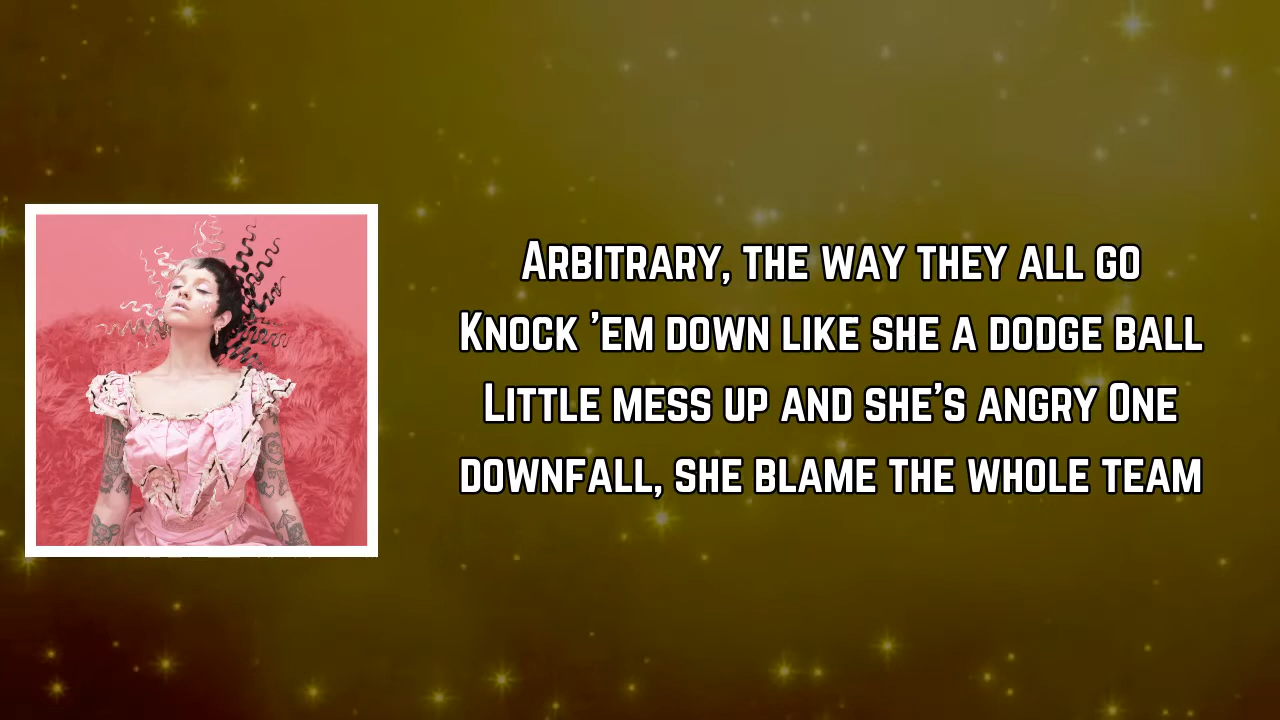 Arbitrary, the way they all go
Knock 'em down like she a dodge ball
Little mess up and she's angry One
downfall, she blame the whole team